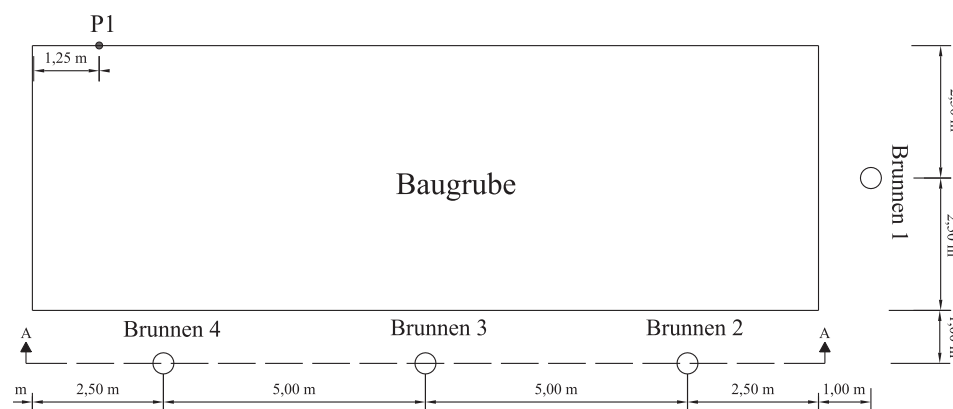 P1
1,25 m
Baugrube
Brunnen 1
Brunnen 4
Brunnen 3
Brunnen 2
A
A
m
2,50 m
5,00 m
5,00 m
2,50 m
1,00 m